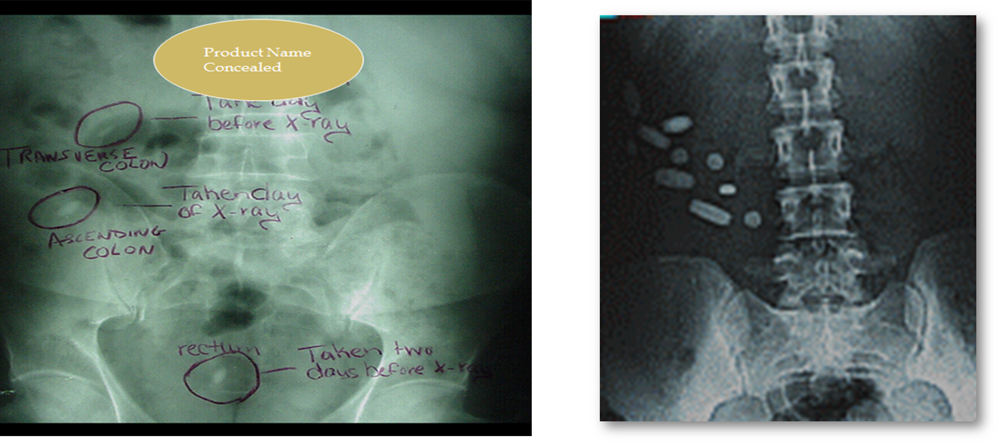 Product Name
Concealed
day
before X-ray
TRANSVERSE
COLON
Taken day
of X-ray
ASCENDING
COLON
rectum
Taken two
days before X-ray